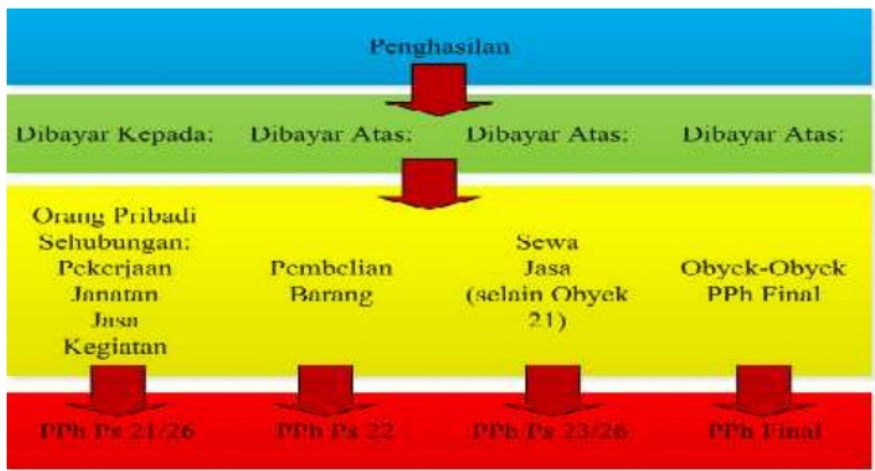 Penghasilan
Dibayar Kepada:
Dibayar Atas:
Dibayar Atas:
Dibayar Atas:
Orang Pribadi
Sehubungan:
Pekerjaan
Janatan
Jasa
Kegiatan
Pembelian
Barang
Sewa
Jasa
(selain Obyek
21)
Obyek-Obyek
PPh Final
PPh Ps 21/26
PPh Ps 22
PPh Ps 23/26
PPh Final